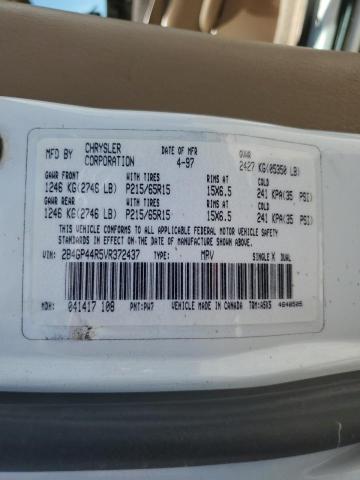 MFD BY CHRYSLER CORPORATION DATE OF MFR 4-97 GVWR 2427 KG(05350 LB)
GAWR FRONT WITH TIRES RIMS AT COLD
1246 KG(2746 LB) P215/65R15 15X6.5 241 KPA(35 PSI)
GAWR REAR WITH TIRES RIMS AT COLD
1246 KG(2746 LB) P215/65R15 15X6.5 241 KPA(35 PSI)
THIS VEHICLE CONFORMS TO ALL APPLICABLE FEDERAL MOTOR VEHICLE SAFETY
STANDARDS IN EFFECT ON THE DATE OF MANUFACTURE SHOWN ABOVE.
VIN: 2B4GP44R5VR372437 TYPE: MPV SINGLE X DUAL
MDH: 041417 108 PNT:PW7 VEHICLE MADE IN CANADA TRM:A5X5 4640505